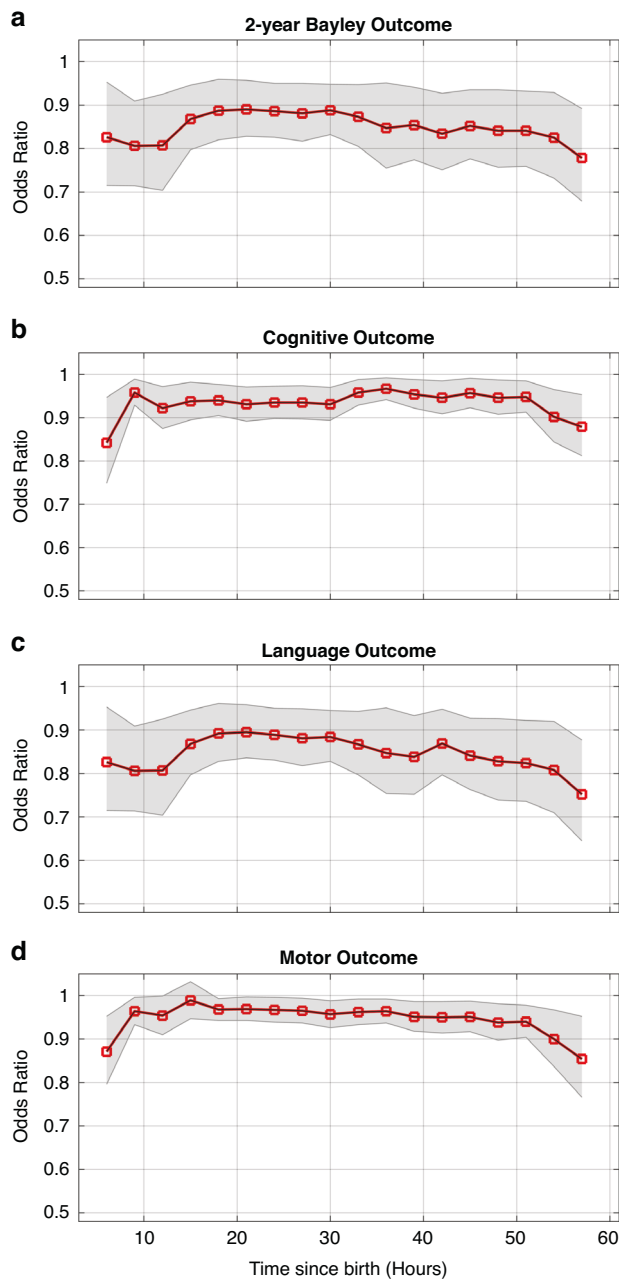 a
2-year Bayley Outcome
1
0.9
0.8
0.7
0.6
0.5
Odds Ratio
b
Cognitive Outcome
1
0.9
0.8
0.7
0.6
0.5
Odds Ratio
c
Language Outcome
1
0.9
0.8
0.7
0.6
0.5
Odds Ratio
d
Motor Outcome
1
0.9
0.8
0.7
0.6
0.5
Odds Ratio
10 20 30 40 50 60
Time since birth (Hours)